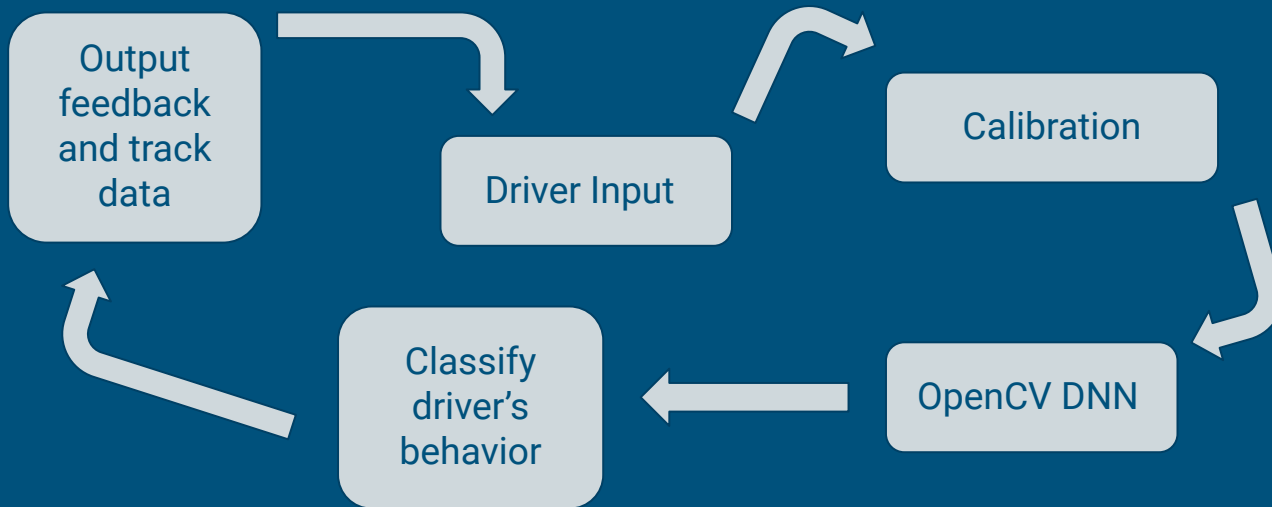 Output
feedback
and track
data
Driver Input
Calibration
OpenCV DNN
Classify
driver’s
behavior